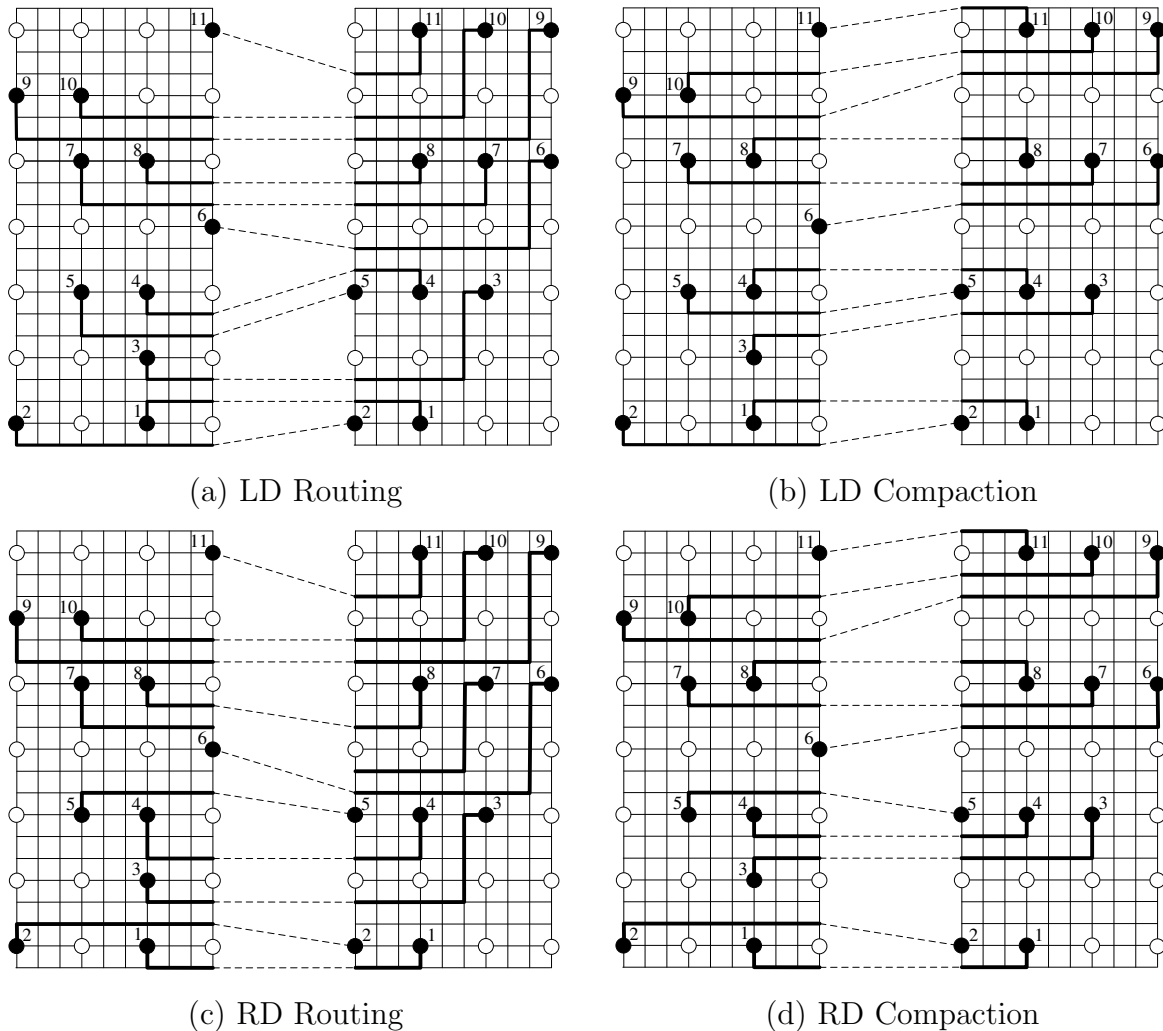 11 11 10 9 11 11 10 9
9 10 9 10
7 8 8 7 6 7 8 8 7 6
6 6
5 4 5 4 3 5 4 5 4 3
3 3
2 1 2 1 2 1 2 1
(a) LD Routing (b) LD Compaction
11 11 10 9 11 11 10 9
9 10 9 10
7 8 8 7 6 7 8 8 7 6
6 6
5 4 5 4 3 5 4 5 4 3
3 3
2 1 2 1 2 1 2 1
(c) RD Routing (d) RD Compaction